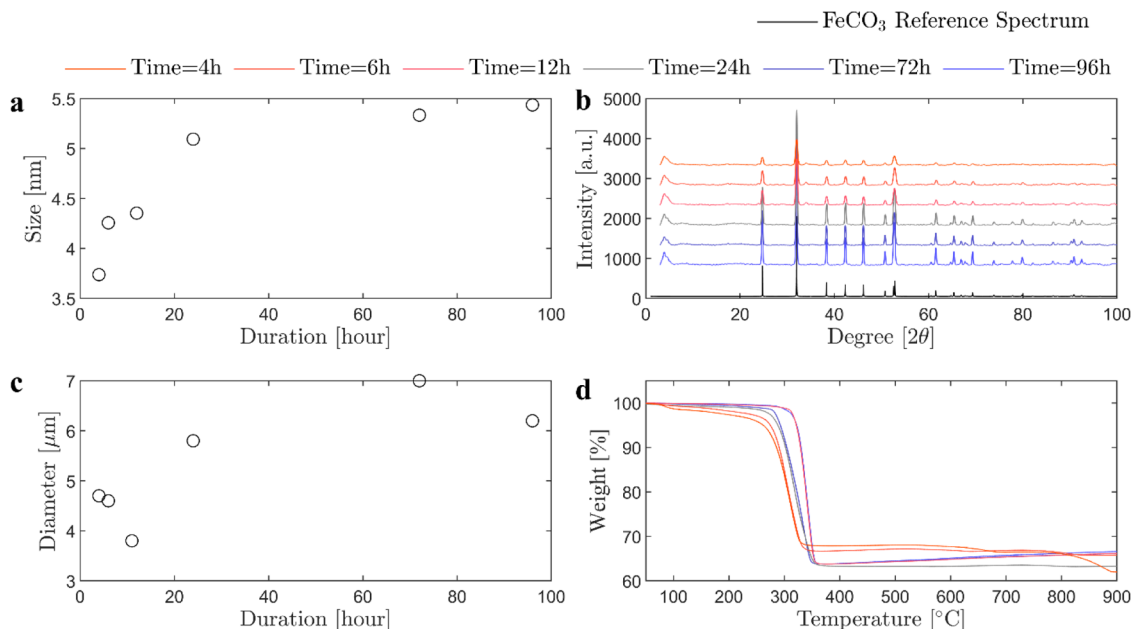 FeCO₃ Reference Spectrum
Time=4h Time=6h Time=12h Time=24h Time=72h Time=96h
a
5.5
5
4.5
4
3.5
Size [nm]
0 20 40 60 80 100
Duration [hour]
b
5000
4000
3000
2000
1000
0
Intensity [a.u.]
0 20 40 60 80 100
Degree [2θ]
c
7
6
5
4
3
Diameter [μm]
0 20 40 60 80 100
Duration [hour]
d
100
90
80
70
60
Weight [%]
100 200 300 400 500 600 700 800 900
Temperature [°C]